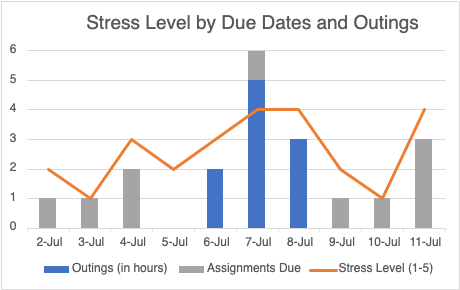 Stress Level by Due Dates and Outings
6
5
4
3
2
1
0
2-Jul 3-Jul 4-Jul 5-Jul 6-Jul 7-Jul 8-Jul 9-Jul 10-Jul 11-Jul
Outings (in hours) Assignments Due Stress Level (1-5)